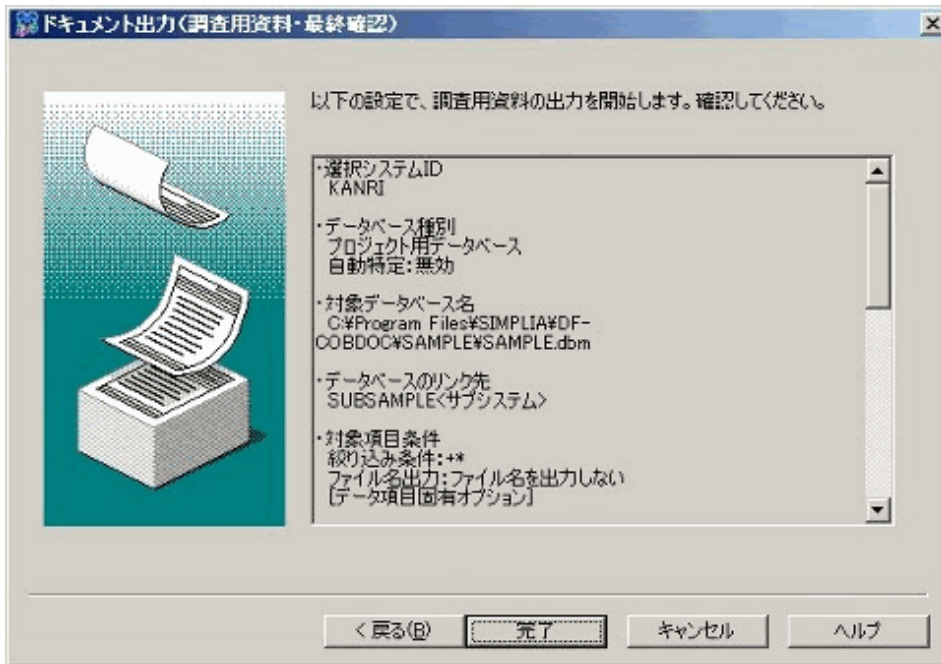 ドキュメント出力(調査用資料・最終確認)
以下の設定で、調査用資料の出力を開始します。確認してください。
・選択システムID
KANRI
・データベース種別
プロジェクト用データベース
自動特定:無効
・対象データベース名
C:¥Program Files¥SIMPLIA¥DF-
COBDOC¥SAMPLE¥SAMPLE.dbm
・データベースのリンク先
SUBSAMPLE<サブシステム>
・対象項目条件
絞り込み条件:+*
ファイル名出力:ファイル名を出力しない
[データ項目固有オプション]
< 戻る(B)
完了
キャンセル
ヘルプ